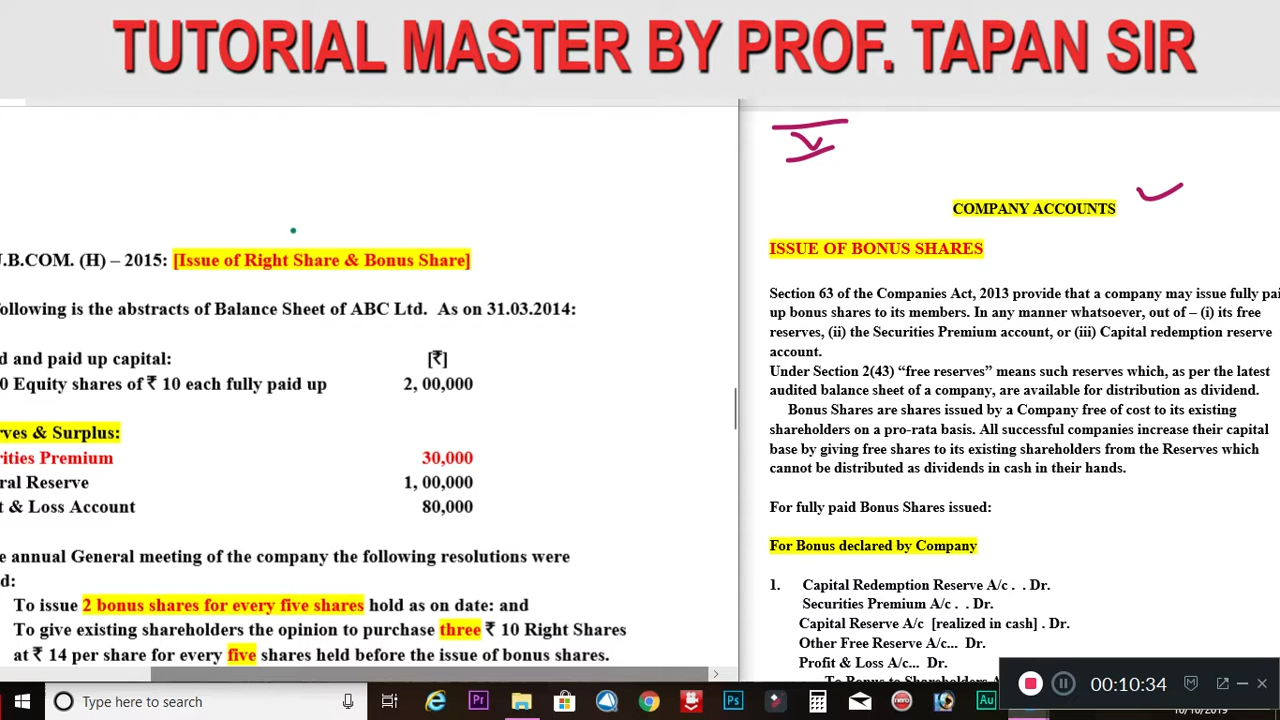 TUTORIAL MASTER BY PROF. TAPAN SIR
J.B.COM. (H) – 2015: [Issue of Right Share & Bonus Share]
ollowing is the abstracts of Balance Sheet of ABC Ltd. As on 31.03.2014:
d and paid up capital: [₹]
0 Equity shares of ₹ 10 each fully paid up 2, 00,000
rves & Surplus:
rities Premium 30,000
ral Reserve 1, 00,000
t & Loss Account 80,000
e annual General meeting of the company the following resolutions were
d:
To issue 2 bonus shares for every five shares hold as on date: and
To give existing shareholders the opinion to purchase three ₹ 10 Right Shares
at ₹ 14 per share for every five shares held before the issue of bonus shares.
COMPANY ACCOUNTS
ISSUE OF BONUS SHARES
Section 63 of the Companies Act, 2013 provide that a company may issue fully pai
up bonus shares to its members. In any manner whatsoever, out of – (i) its free
reserves, (ii) the Securities Premium account, or (iii) Capital redemption reserve
account.
Under Section 2(43) “free reserves” means such reserves which, as per the latest
audited balance sheet of a company, are available for distribution as dividend.
Bonus Shares are shares issued by a Company free of cost to its existing
shareholders on a pro-rata basis. All successful companies increase their capital
base by giving free shares to its existing shareholders from the Reserves which
cannot be distributed as dividends in cash in their hands.
For fully paid Bonus Shares issued:
For Bonus declared by Company
1. Capital Redemption Reserve A/c . . Dr.
Securities Premium A/c . . Dr.
Capital Reserve A/c [realized in cash] . Dr.
Other Free Reserve A/c... Dr.
Profit & Loss A/c... Dr.
To Bonus to Shareholders A
00:10:34
Type here to search
Pr
Ps
nero
Au
10/10/2019